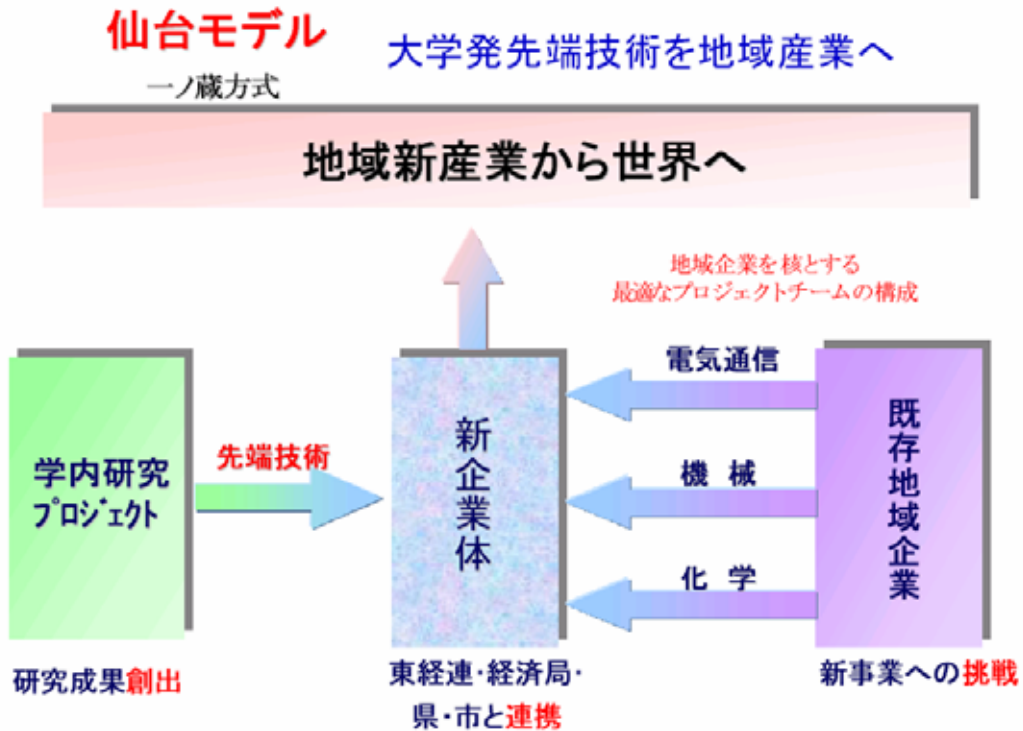 仙台モデル
大学発先端技術を地域産業へ
一ノ蔵方式
地域新産業から世界へ
地域企業を核とする
最適なプロジェクトチームの構成
電気通信
新企業体
既存地域企業
先端技術
学内研究
プロジェクト
機 械
化 学
研究成果創出
東経連・経済局・
県・市と連携
新事業への挑戦